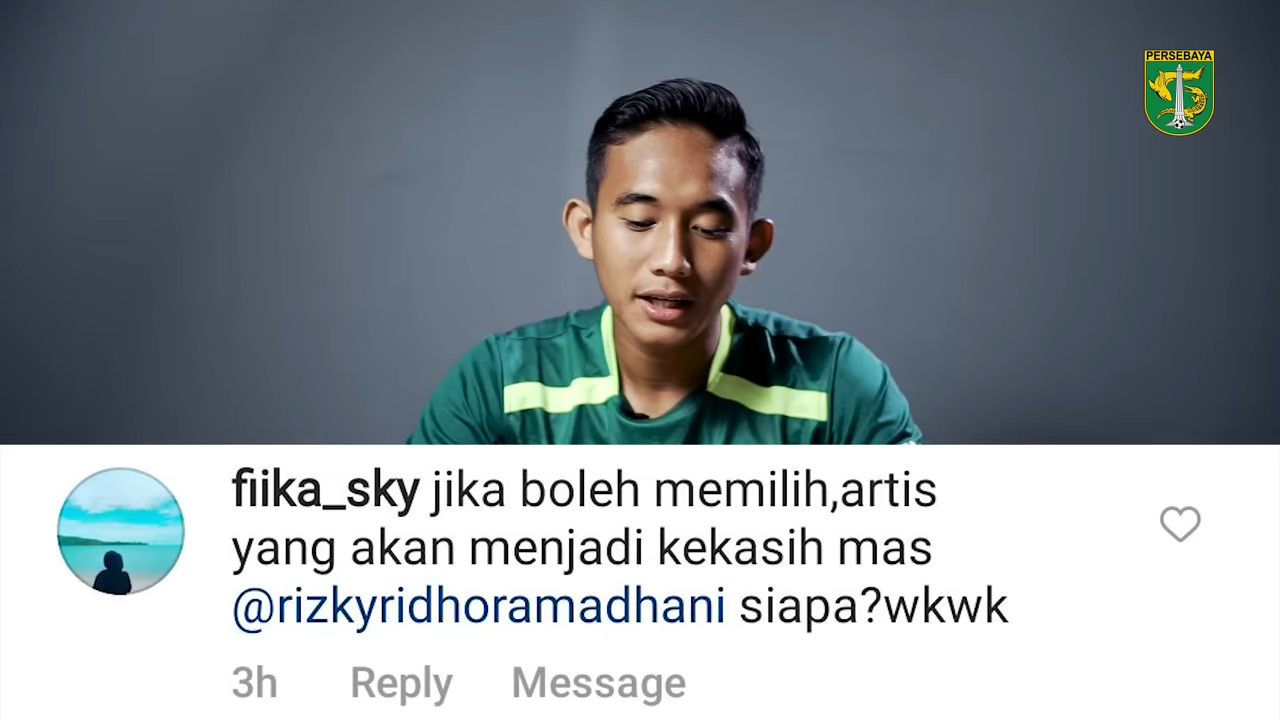 PERSEBAYA
fiika_sky jika boleh memilih,artis
yang akan menjadi kekasih mas
@rizkyridhoramadhani siapa?wkwk
3h Reply Message